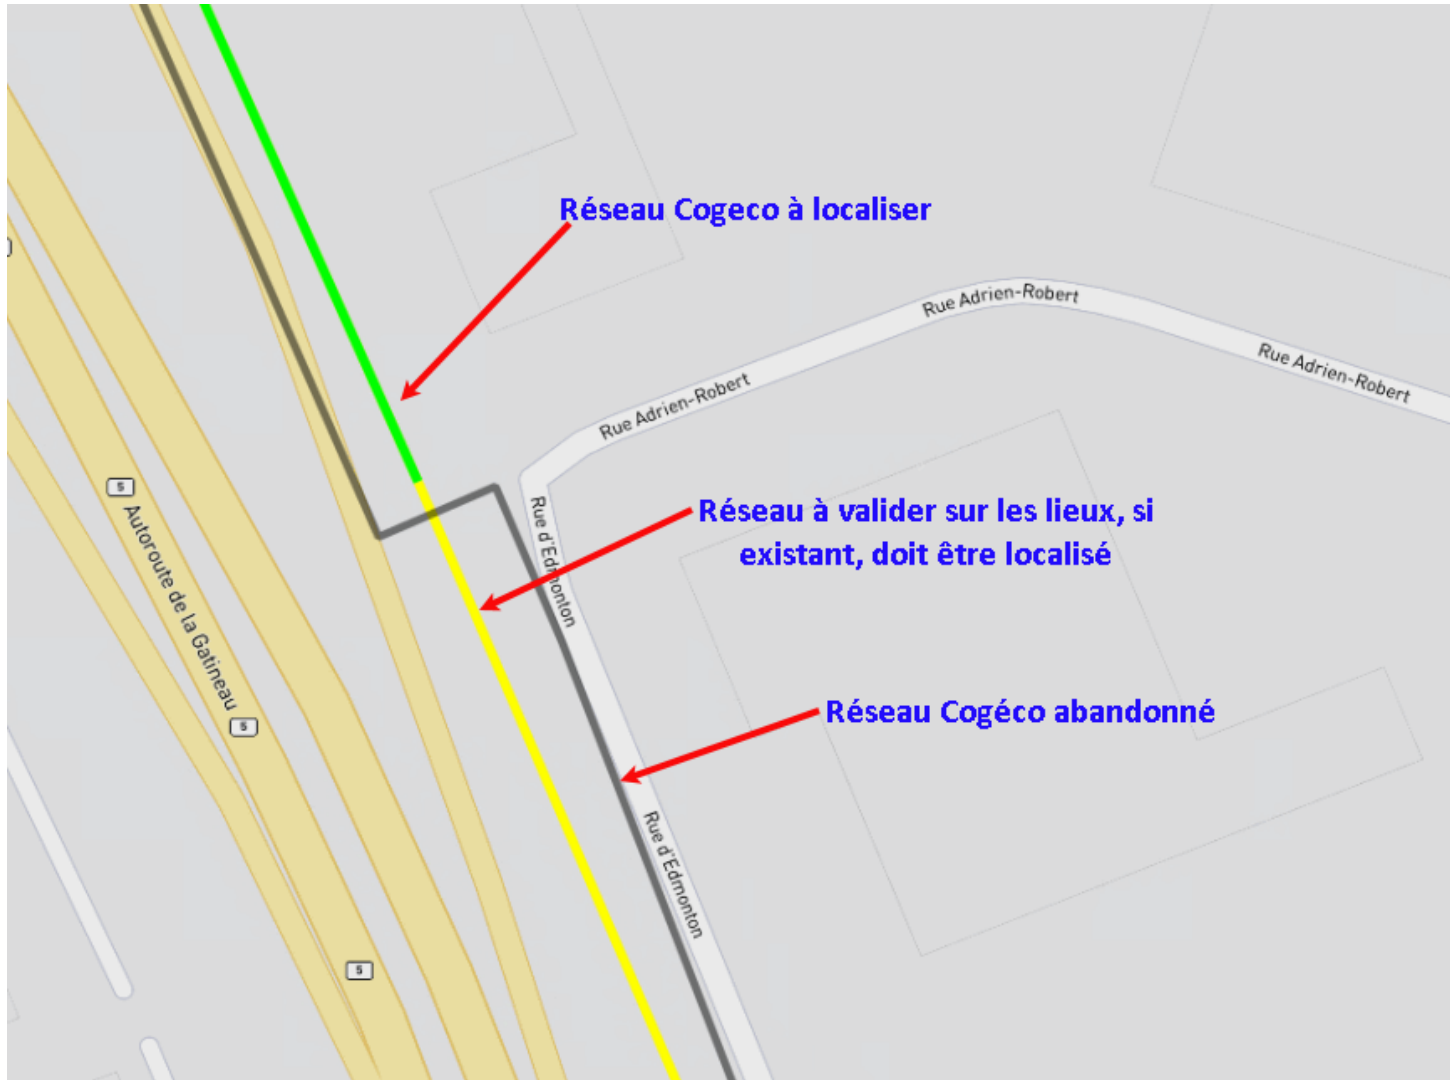 Réseau Cogeco à localiser
Rue Adrien-Robert
Rue Adrien-Robert
Rue Adrien-Robert
5
Autoroute de la Gatineau
5
Rue d'Edmonton
Réseau à valider sur les lieux, si
existant, doit être localisé
Réseau Cogéco abandonné
Rue d'Edmonton
5